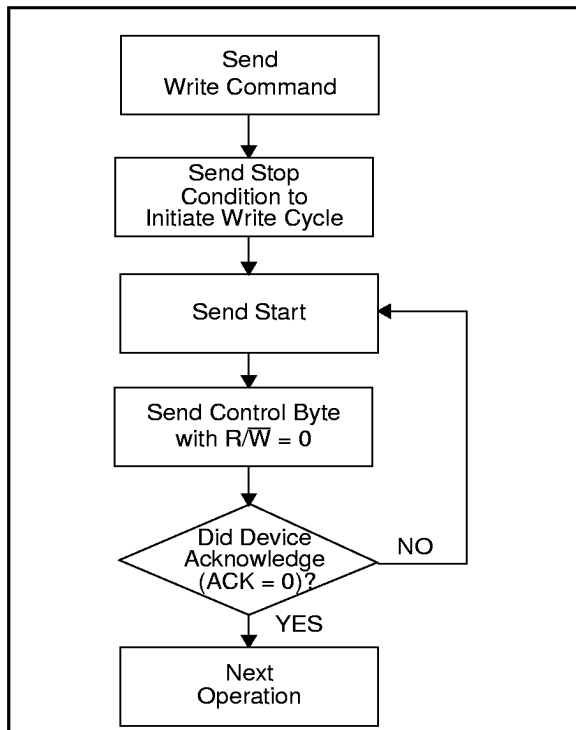 Send
Write Command
Send Stop
Condition to
Initiate Write Cycle
Send Start
Send Control Byte
with R/W̅ = 0
Did Device
Acknowledge
(ACK = 0)?
NO
YES
Next
Operation